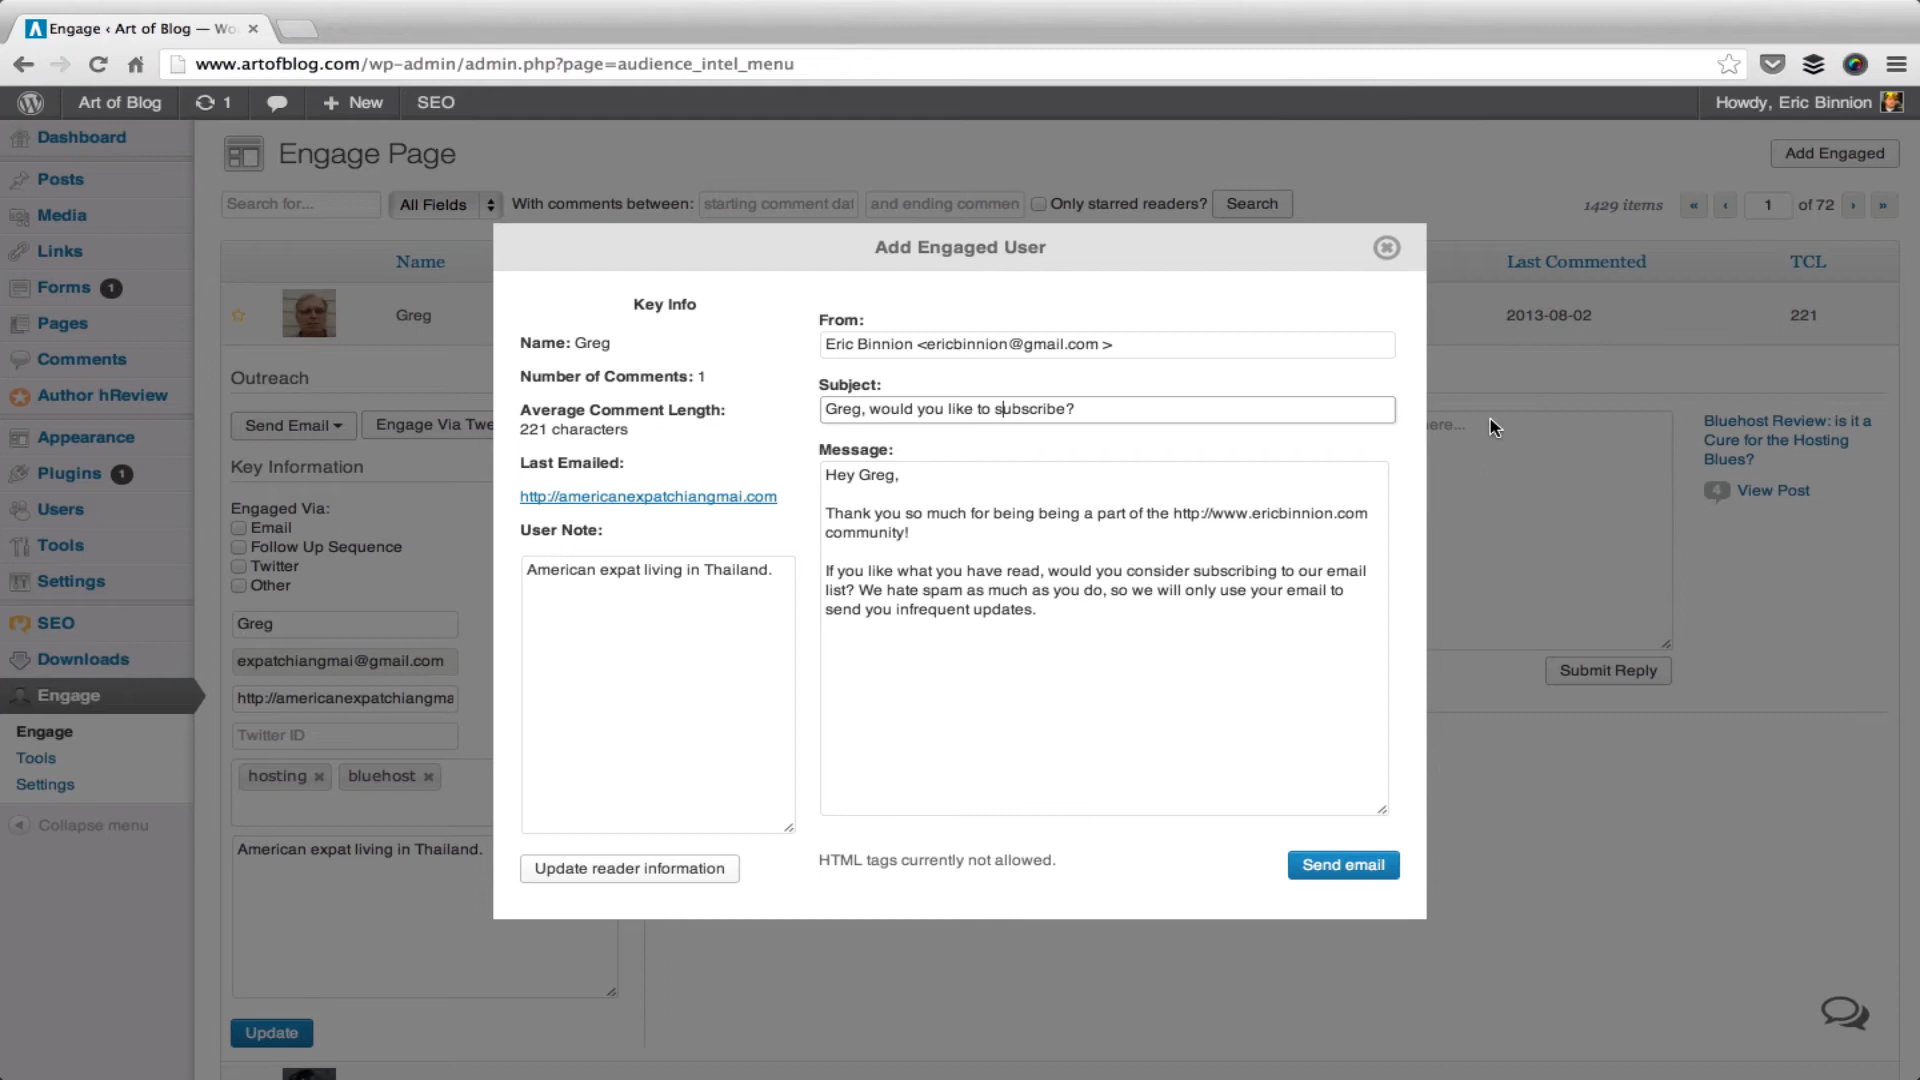 Engage ‹ Art of Blog — Wo
www.artofblog.com/wp-admin/admin.php?page=audience_intel_menu
Art of Blog
1
New
SEO
Howdy, Eric Binnion
Dashboard
Posts
Media
Links
Forms 1
Pages
Comments
Author hReview
Appearance
Plugins 1
Users
Tools
Settings
SEO
Downloads
Engage
Engage
Tools
Settings
Collapse menu
Engage Page
Add Engaged
Search for...
All Fields
With comments between:
starting comment dat
and ending commen
Only starred readers?
Search
1429 items
« ‹ 1 of 72 › »
Name
Last Commented
TCL
Greg
2013-08-02
221
Outreach
Send Email
Engage Via Twe
Key Information
Engaged Via:
Email
Follow Up Sequence
Twitter
Other
Greg
expatchiangmai@gmail.com
http://americanexpatchiangma
Twitter ID
hosting × bluehost ×
American expat living in Thailand.
Update
Add Engaged User
Key Info
Name: Greg
Number of Comments: 1
Average Comment Length:
221 characters
Last Emailed:
http://americanexpatchiangmai.com
User Note:
American expat living in Thailand.
Update reader information
From:
Eric Binnion <ericbinnion@gmail.com >
Subject:
Greg, would you like to subscribe?
Message:
Hey Greg,
Thank you so much for being being a part of the http://www.ericbinnion.com
community!
If you like what you have read, would you consider subscribing to our email
list? We hate spam as much as you do, so we will only use your email to
send you infrequent updates.
HTML tags currently not allowed.
Send email
ere...
Submit Reply
Bluehost Review: is it a
Cure for the Hosting
Blues?
4 View Post